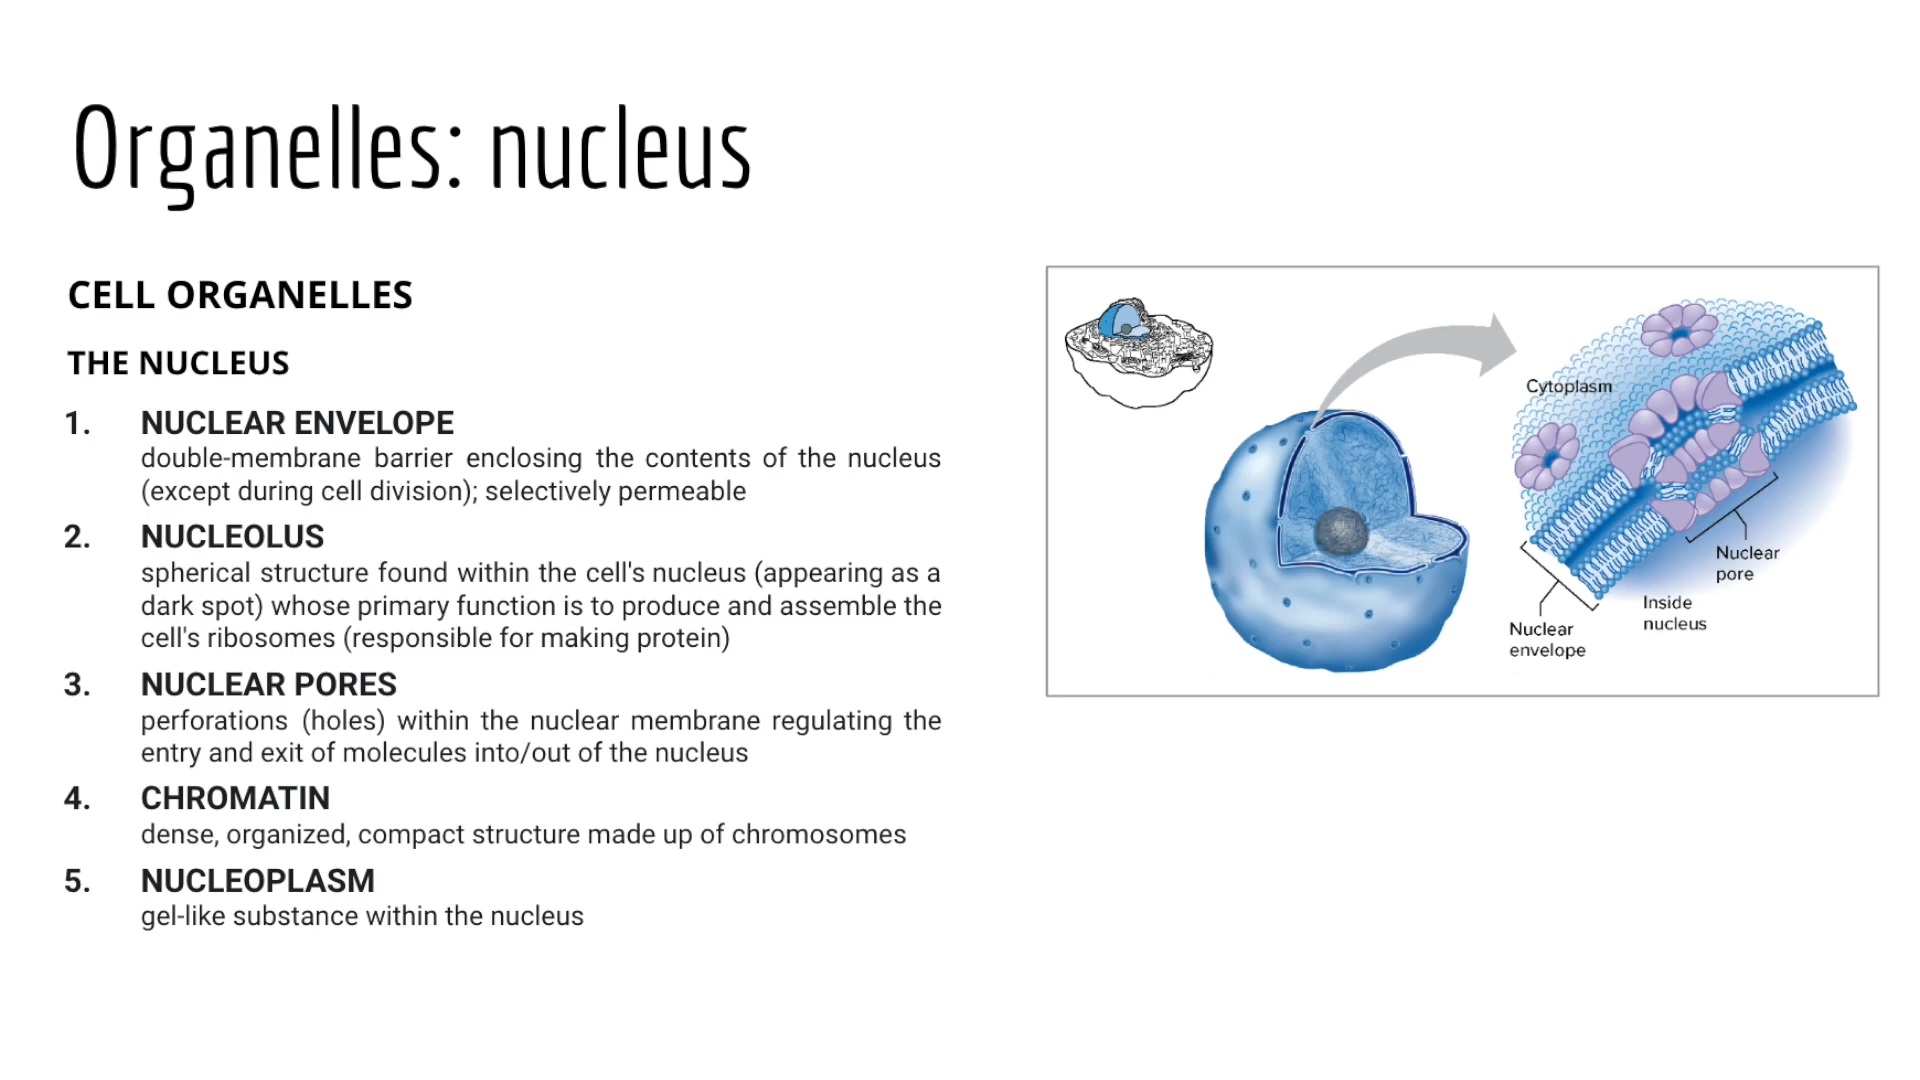 Organelles: nucleus
CELL ORGANELLES
THE NUCLEUS
1. NUCLEAR ENVELOPE
double-membrane barrier enclosing the contents of the nucleus
(except during cell division); selectively permeable
2. NUCLEOLUS
spherical structure found within the cell's nucleus (appearing as a
dark spot) whose primary function is to produce and assemble the
cell's ribosomes (responsible for making protein)
3. NUCLEAR PORES
perforations (holes) within the nuclear membrane regulating the
entry and exit of molecules into/out of the nucleus
4. CHROMATIN
dense, organized, compact structure made up of chromosomes
5. NUCLEOPLASM
gel-like substance within the nucleus
Cytoplasm
Nuclear
pore
Inside
nucleus
Nuclear
envelope